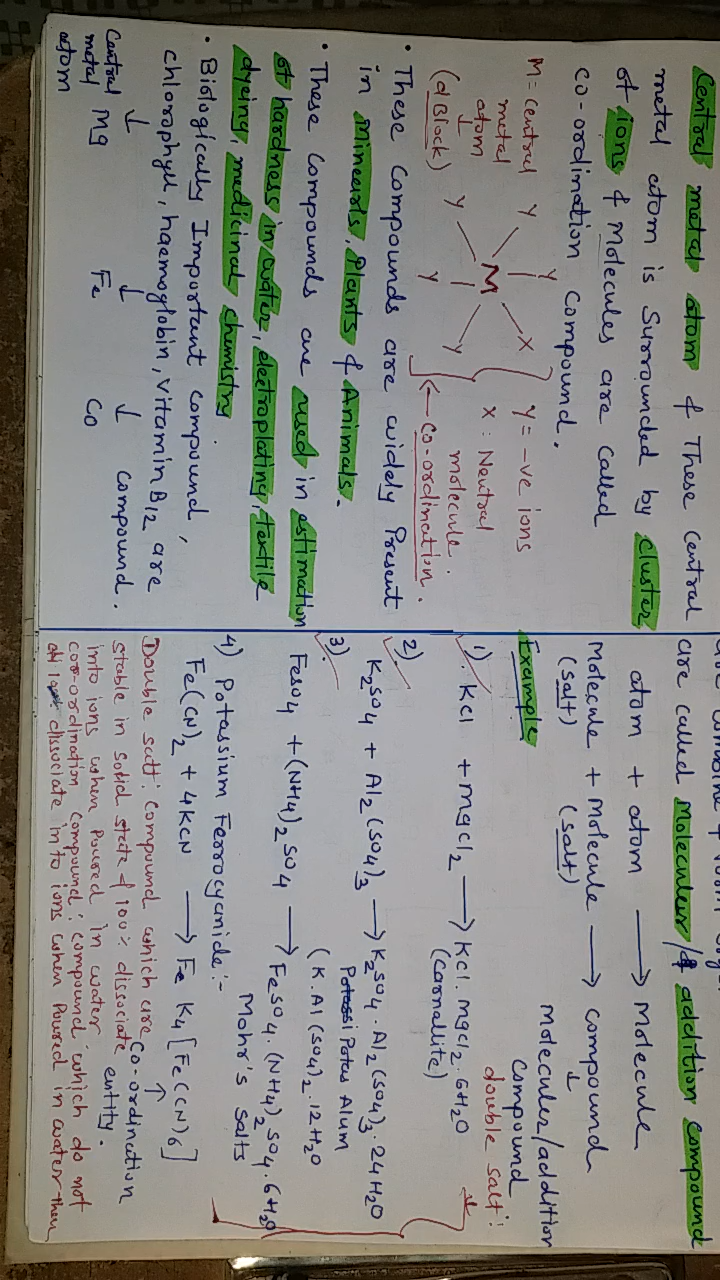 Central metal atom & These central
metal atom is Surrounded by cluster
of ions & Molecules are called
Co-ordination Compound.
M = central metal atom
↓
(d Block)
Y Y X
M
Y Y Y
Y = -ve ions
X : Neutral molecule.
← Co-ordination.
• These Compounds are widely Present
in Minerals, Plants & Animals.
• These Compounds are used in estimation
of hardness in water, electroplating, textile
dyeing, medicinal chemistry.
• Biologically Important compound,
chlorophyll, haemoglobin, Vitamin B12 are
↓ ↓ ↓ compound.
Central metal atom Mg Fe Co
are called Molecular/& addition compound
atom + atom ⟶ Molecule
Molecule + Molecule ⟶ compound
(salt) (salt) ↓
Molecules/addition
Compound
Example double salt:
1) KCl + MgCl2 ⟶ KCl.MgCl2.6H2O
(Carnallite)
2) K2SO4 + Al2(SO4)3 ⟶ K2SO4.Al2(SO4)3.24H2O
Potas Alum
3) (K.Al(SO4)2.12H2O
FeSO4 + (NH4)2SO4 ⟶ FeSO4.(NH4)2SO4.6H2O
Mohr's Salts
4) Potassium Ferrocyanide:-
Fe(CN)2 + 4KCN ⟶ Fe K4[Fe(CN)6]
↑
Co-ordination
entity.
Double salt: Compound which are
stable in solid state & 100% dissociate
into ions when Poured in water
coor-ordination compound: compound which do not
dissociate in to ions when Poured in water they